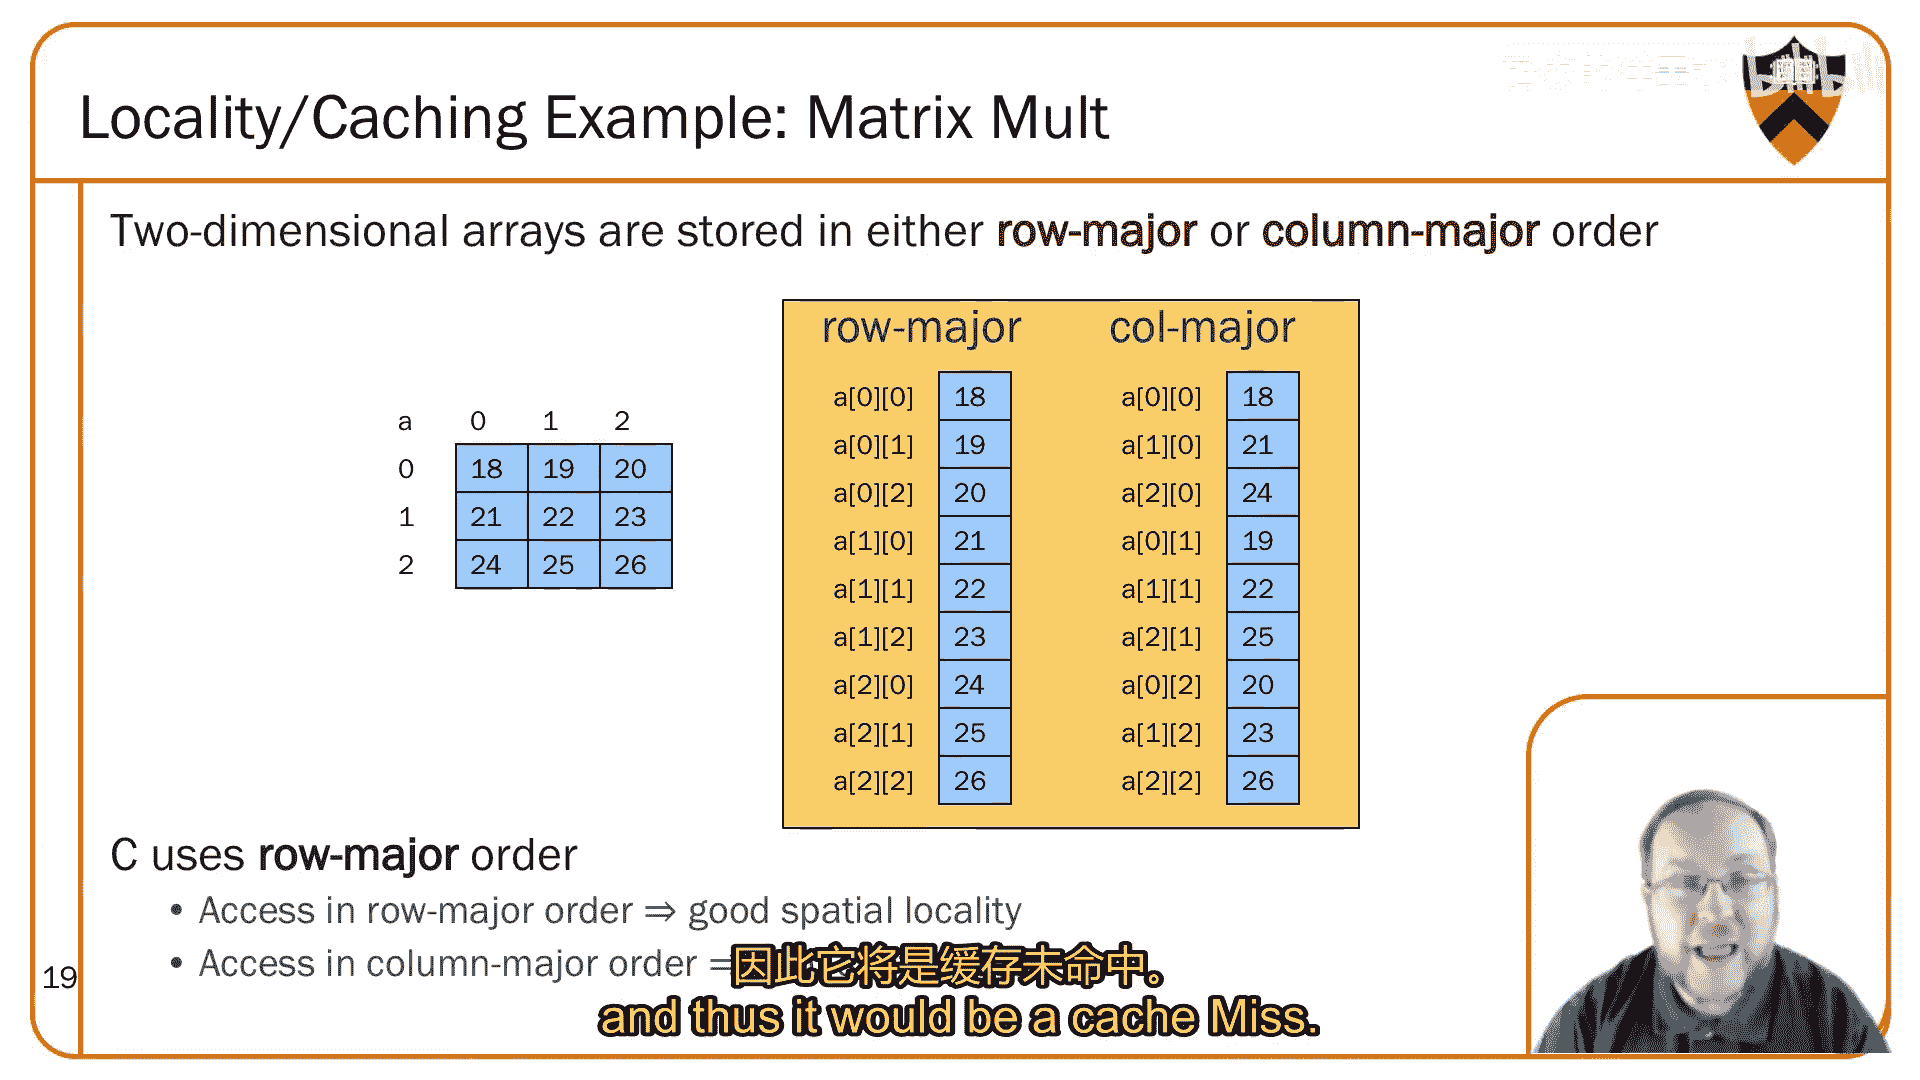 Locality/Caching Example: Matrix Mult
Two-dimensional arrays are stored in either row-major or column-major order
a 0 1 2
0 18 19 20
1 21 22 23
2 24 25 26
row-major col-major
a[0][0] 18 a[0][0] 18
a[0][1] 19 a[1][0] 21
a[0][2] 20 a[2][0] 24
a[1][0] 21 a[0][1] 19
a[1][1] 22 a[1][1] 22
a[1][2] 23 a[2][1] 25
a[2][0] 24 a[0][2] 20
a[2][1] 25 a[1][2] 23
a[2][2] 26 a[2][2] 26
C uses row-major order
• Access in row-major order ⇒ good spatial locality
• Access in column-major order ⇒
因此它将是缓存未命中。
and thus it would be a cache Miss.
19